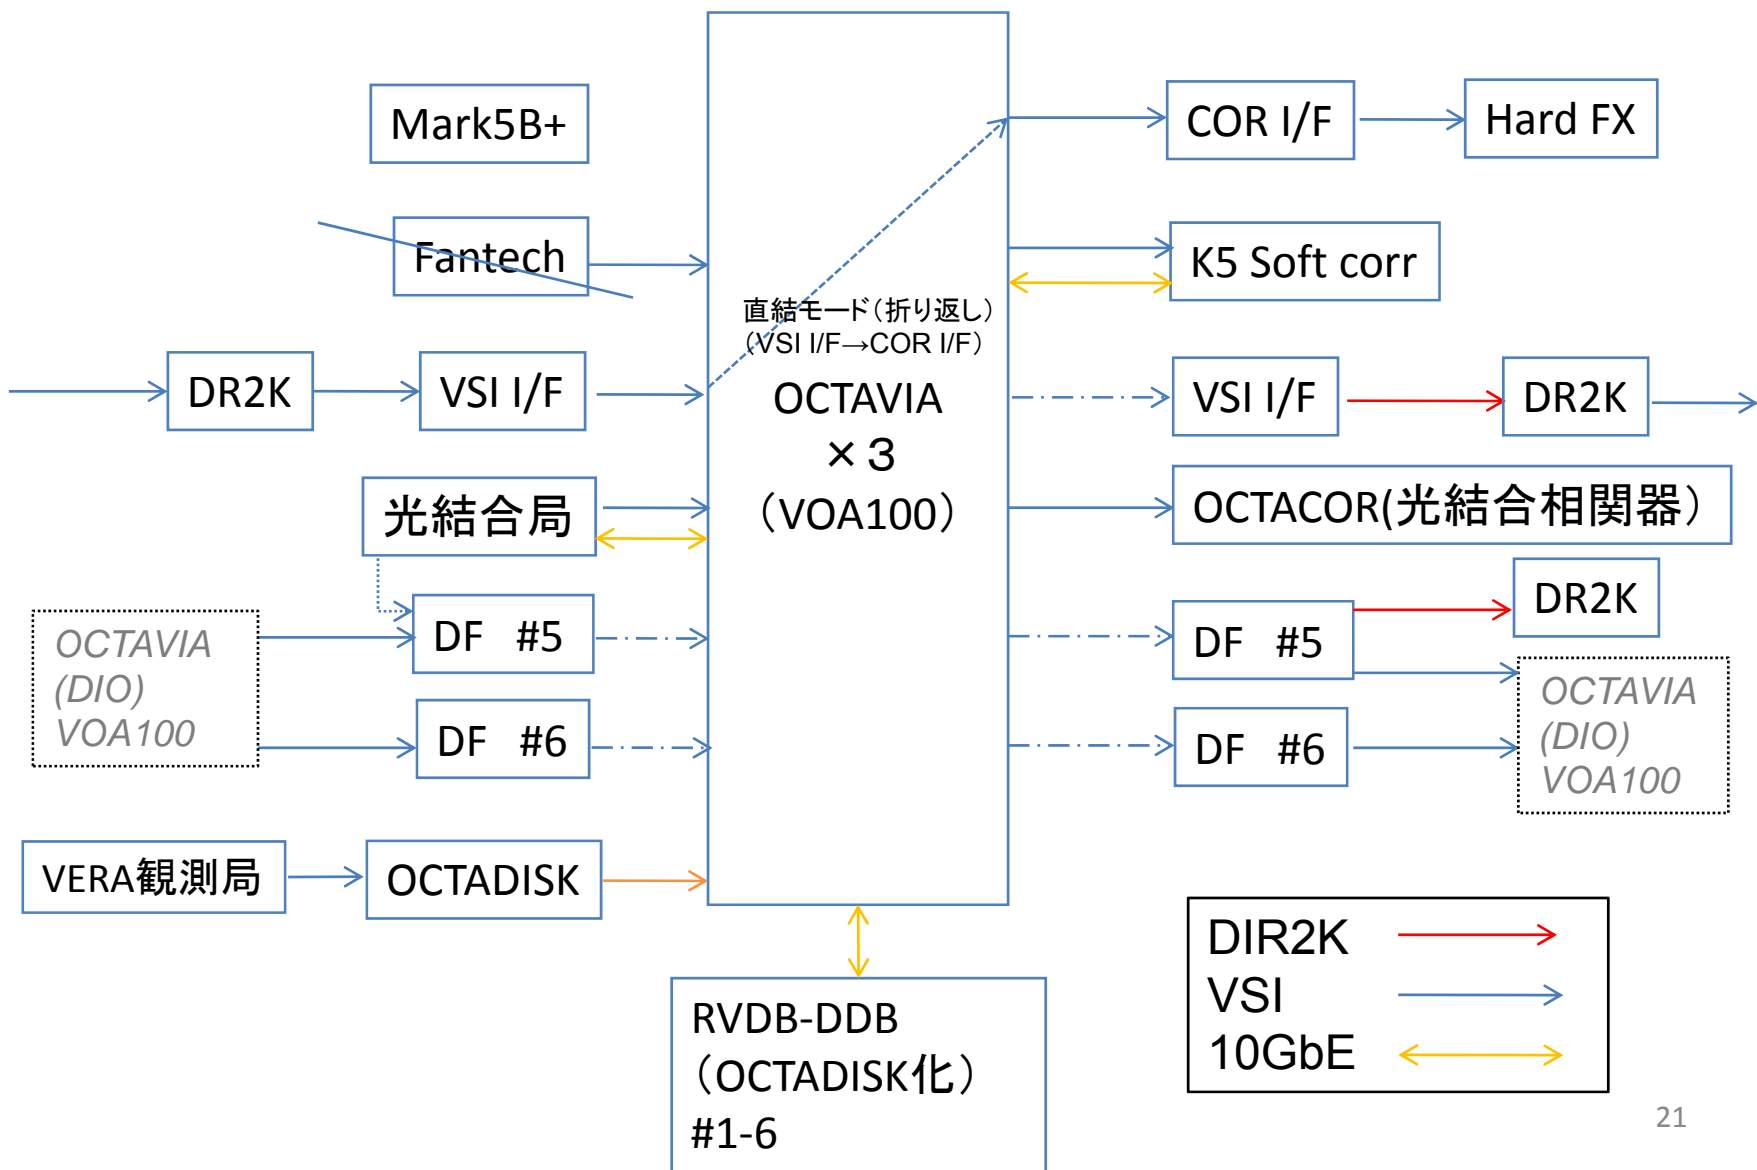 Mark5B+
Fantech
DR2K
VSI I/F
光結合局
OCTAVIA
(DIO)
VOA100
DF #5
DF #6
VERA観測局
OCTADISK
直結モード（折り返し）
（VSI I/F→COR I/F）
OCTAVIA
×３
（VOA100）
RVDB-DDB
（OCTADISK化）
#1-6
COR I/F
Hard FX
K5 Soft corr
VSI I/F
DR2K
OCTACOR(光結合相関器）
DR2K
DF #5
DF #6
OCTAVIA
(DIO)
VOA100
DIR2K
VSI
10GbE
21